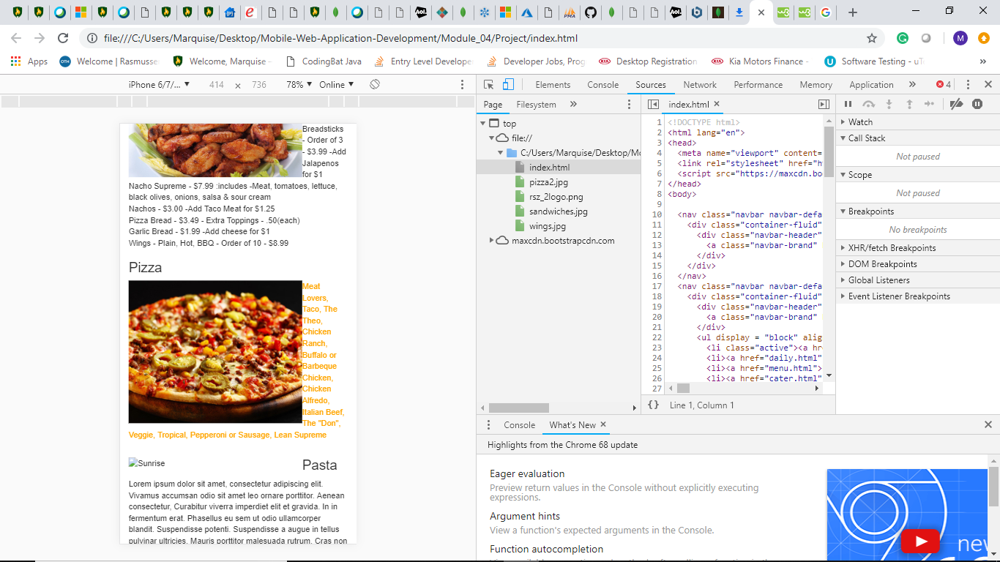 file:///C:/Users/Marquise/Desktop/Mobile-Web-Application-Development/Module_04/Project/index.html
M
Apps
Welcome | Rasmusse
Welcome, Marquise –
CodingBat Java
Entry Level Develope
Developer Jobs, Prog
Desktop Registration
Kia Motors Finance -
Software Testing - uT
»
iPhone 6/7/... ▼ 414 × 736 78% ▼ Online ▼
Breadsticks
- Order of 3
- $3.99 -Add
Jalapenos
for $1
Nacho Supreme - $7.99 :includes -Meat, tomatoes, lettuce,
black olives, onions, salsa & sour cream
Nachos - $3.00 -Add Taco Meat for $1.25
Pizza Bread - $3.49 - Extra Toppings - .50(each)
Garlic Bread - $1.99 -Add cheese for $1
Wings - Plain, Hot, BBQ - Order of 10 - $8.99
Pizza
Meat
Lovers,
Taco, The
Theo,
Chicken
Ranch,
Buffalo or
Barbeque
Chicken,
Chicken
Alfredo,
Italian Beef,
The "Don",
Veggie, Tropical, Pepperoni or Sausage, Lean Supreme
Sunrise
Pasta
Lorem ipsum dolor sit amet, consectetur adipiscing elit.
Vivamus accumsan odio sit amet leo ornare porttitor. Aenean
consectetur, Curabitur viverra imperdiet elit et gravida. In in
fermentum erat. Phasellus eu sem ut odio ullamcorper
blandit. Suspendisse potenti. Suspendisse a augue in tellus
pulvinar ultricies. Mauris porttitor malesuada rutrum. Cras non
Elements Console Sources Network Performance Memory Application » 4
Page Filesystem »
top
file://
C:/Users/Marquise/Desktop/Mo
index.html
pizza2.jpg
rsz_2logo.png
sandwiches.jpg
wings.jpg
maxcdn.bootstrapcdn.com
index.html ×
1 <!DOCTYPE html>
2 <html lang="en">
3 <head>
4 <meta name="viewport" content=
5 <link rel="stylesheet" href="h
6 <script src="https://maxcdn.bo
7 </head>
8 <body>
9
10 <nav class="navbar navbar-defa
11 <div class="container-fluid"
12 <div class="navbar-header"
13 <a class="navbar-brand"
14 </div>
15 </div>
16 </nav>
17 <nav class="navbar navbar-defa
18 <div class="container-fluid"
19 <div class="navbar-header"
20 <a class="navbar-brand"
21 </div>
22 <ul display = "block" alig
23 <li class="active"><a hr
24 <li><a href="daily.html"
25 <li><a href="menu.html">
26 <li><a href="cater.html"
27
{} Line 1, Column 1
Watch
Call Stack
Not paused
Scope
Not paused
Breakpoints
No breakpoints
XHR/fetch Breakpoints
DOM Breakpoints
Global Listeners
Event Listener Breakpoints
Console What's New ×
Highlights from the Chrome 68 update
Eager evaluation
Preview return values in the Console without explicitly executing
expressions.
Argument hints
View a function's expected arguments in the Console.
Function autocompletion
new